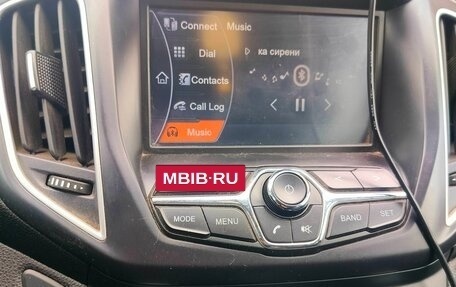 Connect Music
Dial
ка сирени
Contacts
Call Log
Music
MBIB·RU
MODE MENU BAND SET